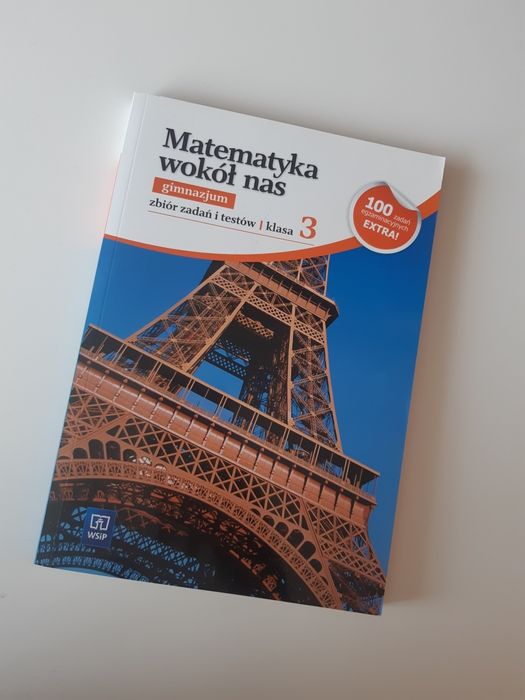 Matematyka
wokół nas
gimnazjum
zbiór zadań i testów | klasa 3
100 zadań
egzaminacyjnych
EXTRA!
WSiP